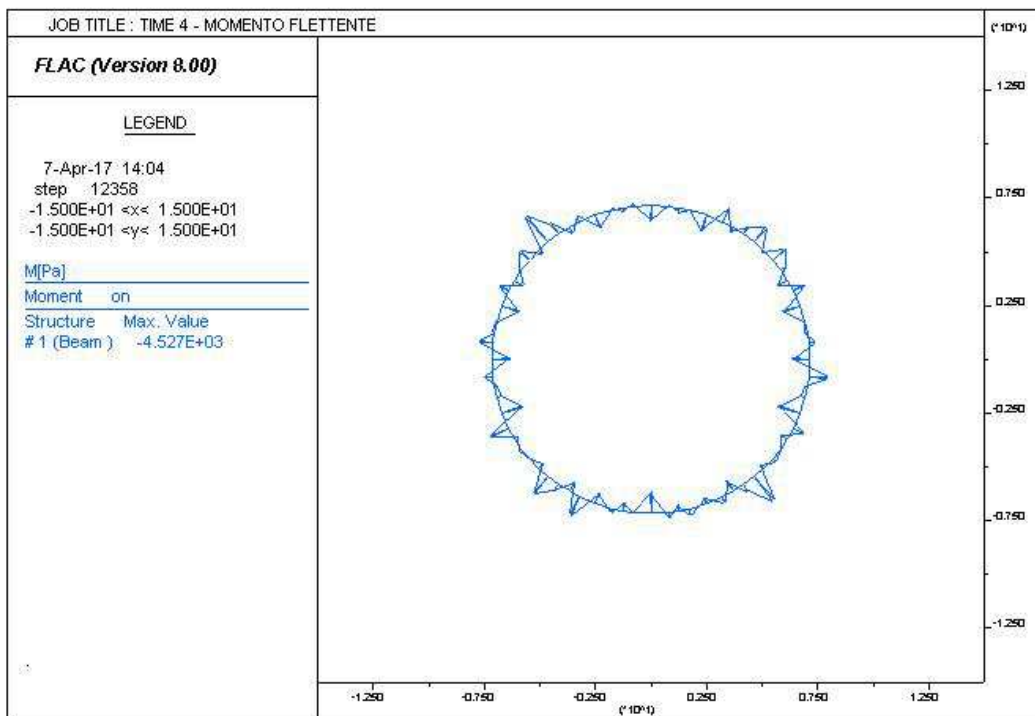 JOB TITLE : TIME 4 - MOMENTO FLETTENTE
FLAC (Version 8.00)
LEGEND
7-Apr-17 14:04
step 12358
-1.500E+01 <x< 1.500E+01
-1.500E+01 <y< 1.500E+01
M[Pa]
Moment on
Structure Max. Value
# 1 (Beam ) -4.527E+03
(*10^1)
1.250
0.750
0.250
-0.250
-0.750
-1.250
-1.250 -0.750 -0.250 0.250 0.750 1.250
(*10^1)